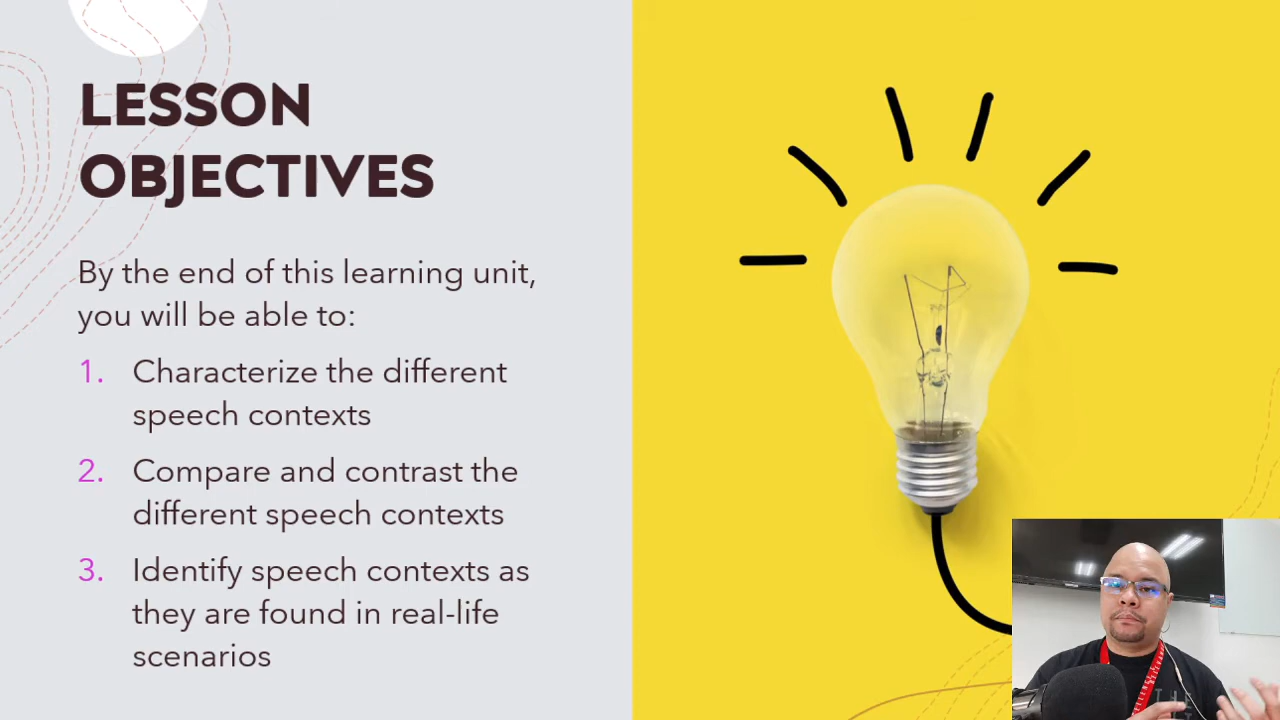 LESSON
OBJECTIVES
By the end of this learning unit,
you will be able to:
1. Characterize the different
speech contexts
2. Compare and contrast the
different speech contexts
3. Identify speech contexts as
they are found in real-life
scenarios
THE